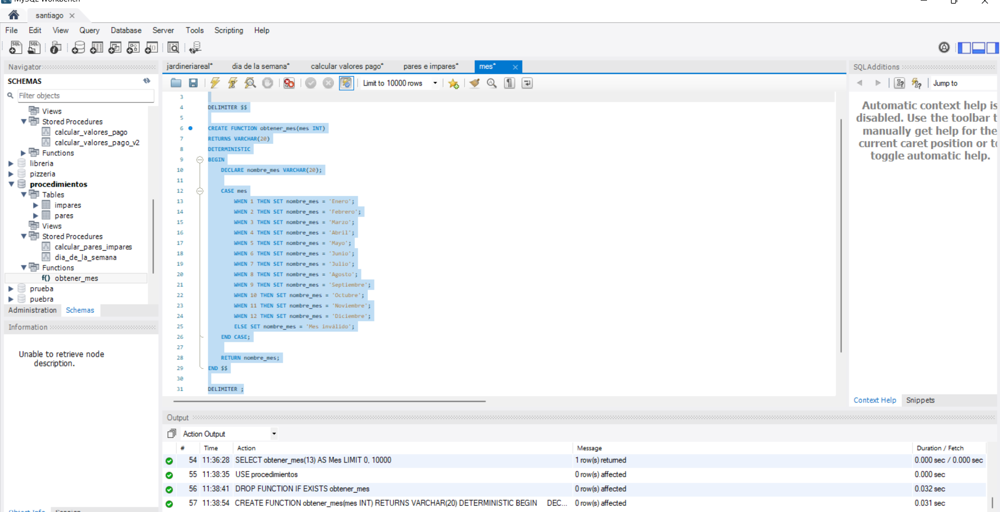 MySQL Workbench
santiago
File Edit View Query Database Server Tools Scripting Help
Navigator
SCHEMAS
Filter objects
Views
Stored Procedures
calcular_valores_pago
calcular_valores_pago_v2
Functions
libreria
pizzeria
procedimientos
Tables
impares
pares
Views
Stored Procedures
calcular_pares_impares
dia_de_la_semana
Functions
f() obtener_mes
prueba
puebra
Administration Schemas
Information
Unable to retrieve node
description.
Object Info Session
jardineriareal* dia de la semana* calcular valores pago* pares e impares* mes*
Limit to 10000 rows
3
4 DELIMITER $$
5
6 CREATE FUNCTION obtener_mes(mes INT)
7 RETURNS VARCHAR(20)
8 DETERMINISTIC
9 BEGIN
10 DECLARE nombre_mes VARCHAR(20);
11
12 CASE mes
13 WHEN 1 THEN SET nombre_mes = 'Enero';
14 WHEN 2 THEN SET nombre_mes = 'Febrero';
15 WHEN 3 THEN SET nombre_mes = 'Marzo';
16 WHEN 4 THEN SET nombre_mes = 'Abril';
17 WHEN 5 THEN SET nombre_mes = 'Mayo';
18 WHEN 6 THEN SET nombre_mes = 'Junio';
19 WHEN 7 THEN SET nombre_mes = 'Julio';
20 WHEN 8 THEN SET nombre_mes = 'Agosto';
21 WHEN 9 THEN SET nombre_mes = 'Septiembre';
22 WHEN 10 THEN SET nombre_mes = 'Octubre';
23 WHEN 11 THEN SET nombre_mes = 'Noviembre';
24 WHEN 12 THEN SET nombre_mes = 'Diciembre';
25 ELSE SET nombre_mes = 'Mes inválido';
26 END CASE;
27
28 RETURN nombre_mes;
29 END $$
30
31 DELIMITER ;
SQLAdditions
Jump to
Automatic context help is
disabled. Use the toolbar t
manually get help for the
current caret position or to
toggle automatic help.
Context Help Snippets
Output
Action Output
# Time Action Message Duration / Fetch
54 11:36:28 SELECT obtener_mes(13) AS Mes LIMIT 0, 10000 1 row(s) returned 0.000 sec / 0.000 sec
55 11:38:35 USE procedimientos 0 row(s) affected 0.000 sec
56 11:38:41 DROP FUNCTION IF EXISTS obtener_mes 0 row(s) affected 0.032 sec
57 11:38:54 CREATE FUNCTION obtener_mes(mes INT) RETURNS VARCHAR(20) DETERMINISTIC BEGIN DEC... 0 row(s) affected 0.031 sec